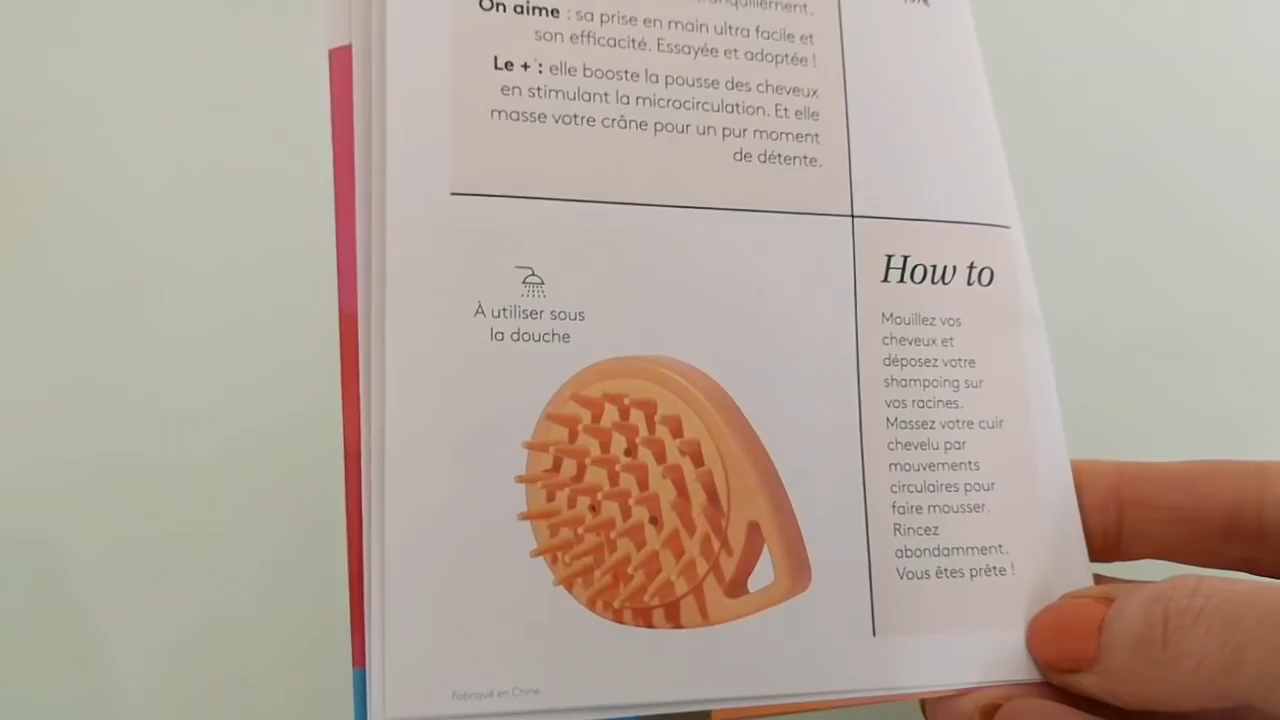 On aime : sa prise en main ultra facile et
son efficacité. Essayée et adoptée !
Le + : elle booste la pousse des cheveux
en stimulant la microcirculation. Et elle
masse votre crâne pour un pur moment
de détente.
À utiliser sous
la douche
How to
Mouillez vos
cheveux et
déposez votre
shampoing sur
vos racines.
Massez votre cuir
chevelu par
mouvements
circulaires pour
faire mousser.
Rincez
abondamment.
Vous êtes prête !
Fabriqué en Chine.